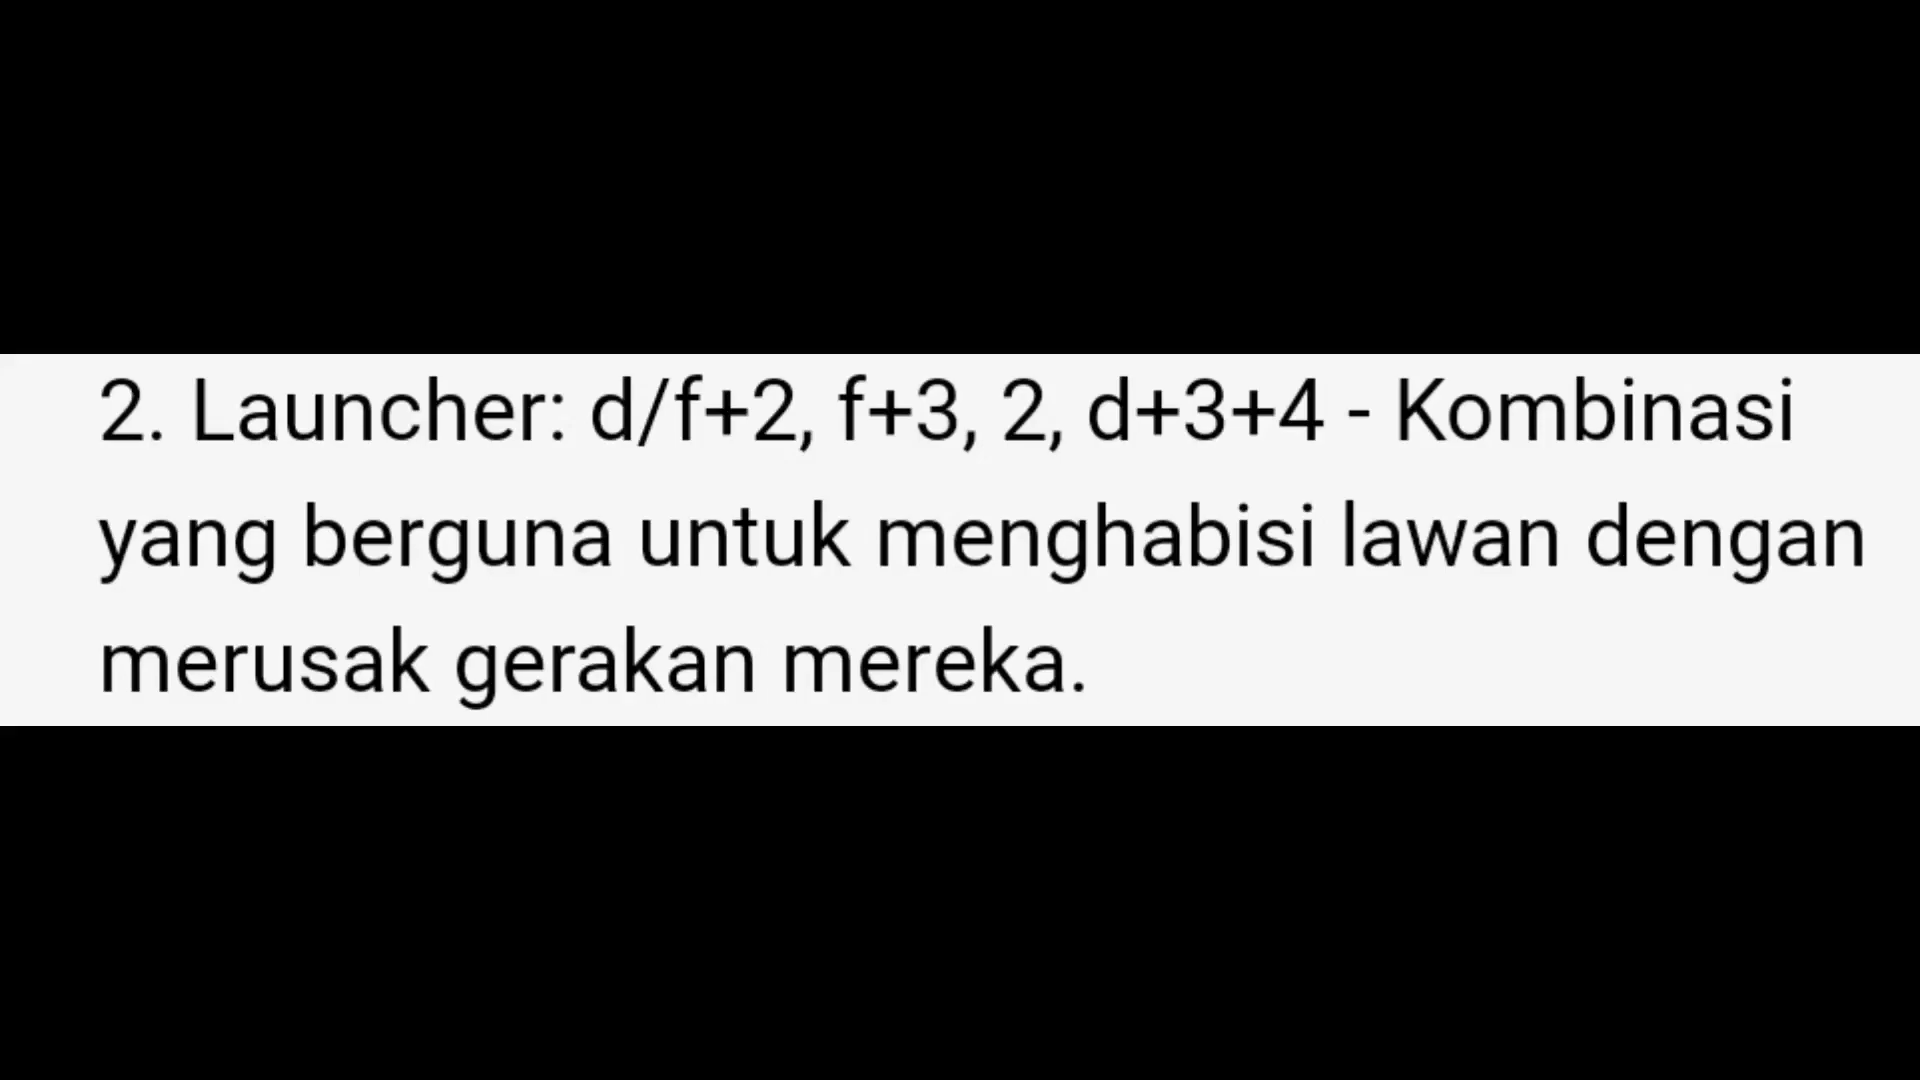 2. Launcher: d/f+2, f+3, 2, d+3+4 - Kombinasi
yang berguna untuk menghabisi lawan dengan
merusak gerakan mereka.